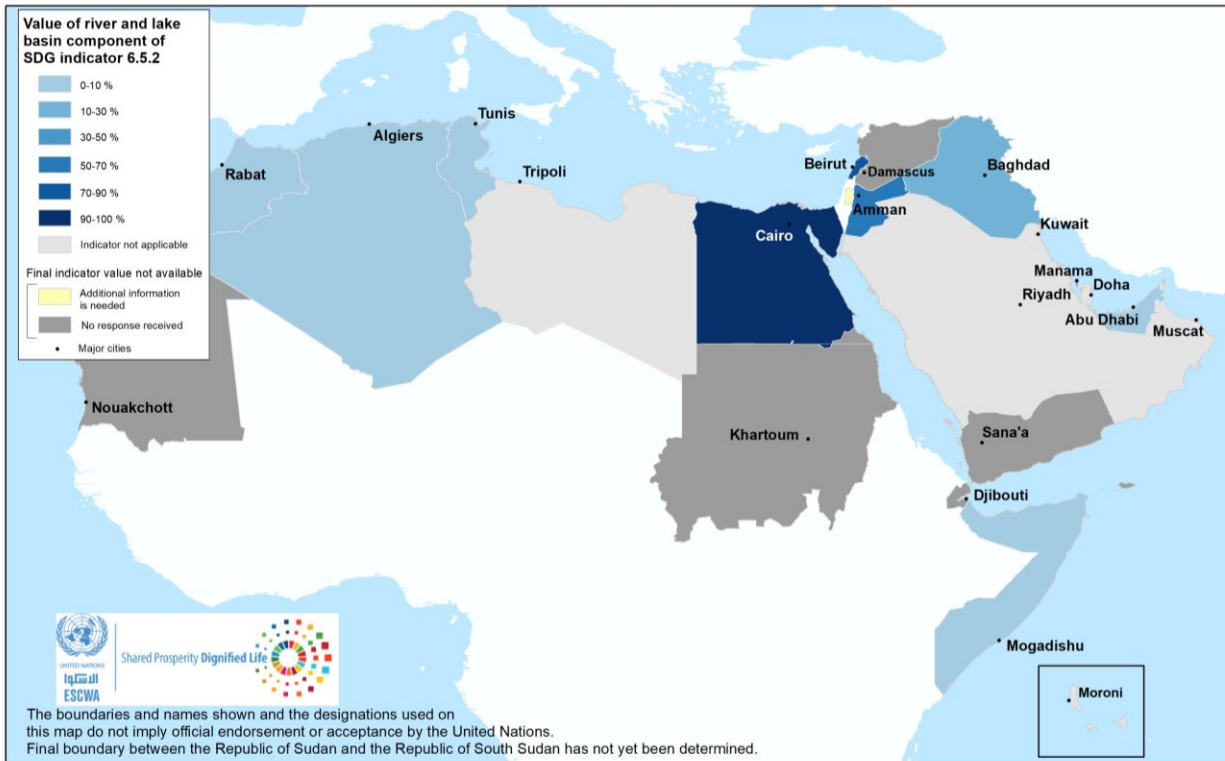 Value of river and lake
basin component of
SDG indicator 6.5.2
0-10 %
10-30 %
30-50 %
50-70 %
70-90 %
90-100 %
Indicator not applicable
Final indicator value not available
Additional information
is needed
No response received
Major cities
Tunis
Algiers
Rabat
Tripoli
Beirut
Damascus
Baghdad
Amman
Cairo
Kuwait
Manama
Doha
Riyadh
Abu Dhabi
Muscat
Nouakchott
Khartoum
Sana'a
Djibouti
Mogadishu
Moroni
UNITED NATIONS
الاسكوا
ESCWA
Shared Prosperity Dignified Life
The boundaries and names shown and the designations used on
this map do not imply official endorsement or acceptance by the United Nations.
Final boundary between the Republic of Sudan and the Republic of South Sudan has not yet been determined.